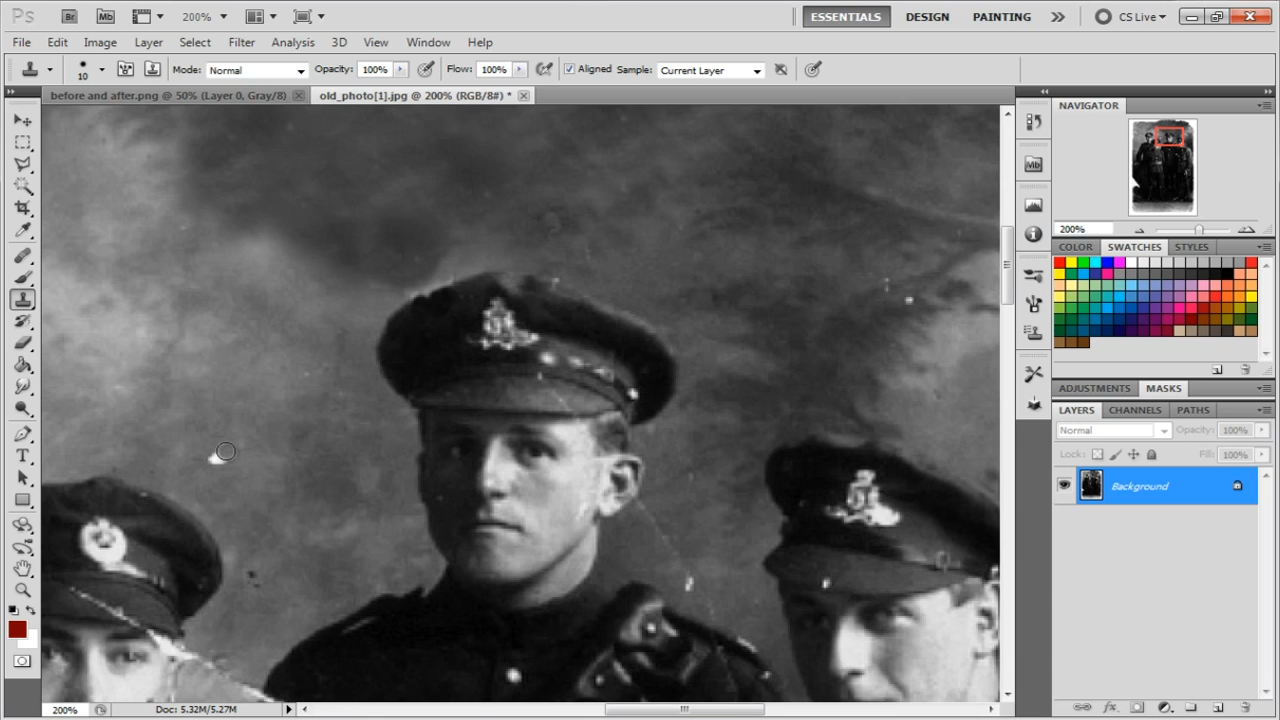 Ps Br Mb 200% ESSENTIALS DESIGN PAINTING CS Live
File Edit Image Layer Select Filter Analysis 3D View Window Help
10 Mode: Normal Opacity: 100% Flow: 100% Aligned Sample: Current Layer
before and after.png @ 50% (Layer 0, Gray/8) old_photo[1].jpg @ 200% (RGB/8#) *
NAVIGATOR
Mb
200%
COLOR SWATCHES STYLES
ADJUSTMENTS MASKS
LAYERS CHANNELS PATHS
Normal Opacity: 100%
Lock: Fill: 100%
Background
T
200% Doc: 5.32M/5.27M
fx